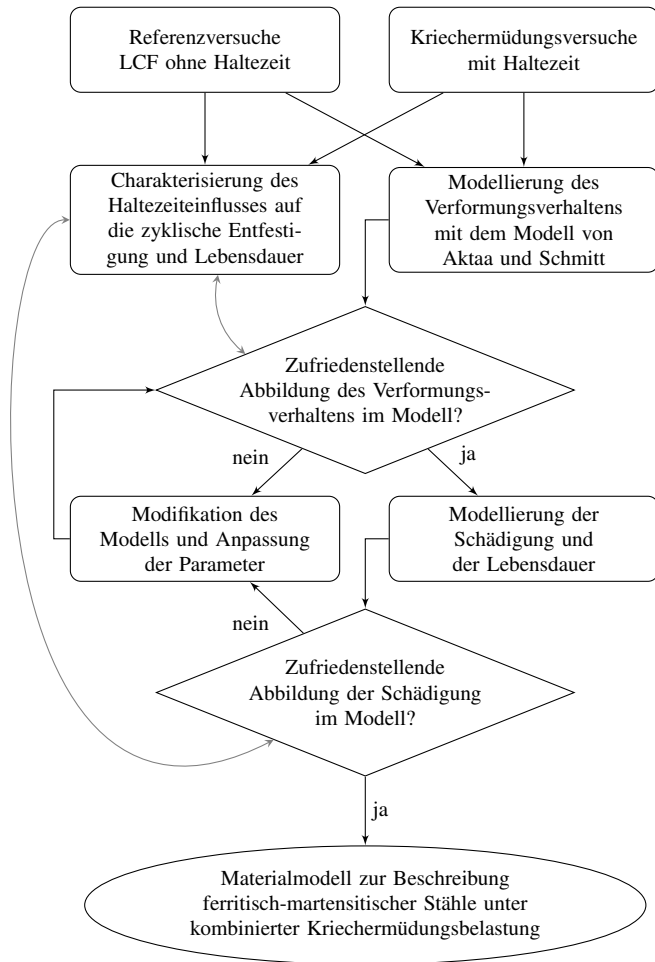 Referenzversuche
LCF ohne Haltezeit
Kriechermüdungsversuche
mit Haltezeit
Charakterisierung des
Haltezeiteinflusses auf
die zyklische Entfesti-
gung und Lebensdauer
Modellierung des
Verformungsverhaltens
mit dem Modell von
Aktaa und Schmitt
Zufriedenstellende
Abbildung des Verformungs-
verhaltens im Modell?
nein
ja
Modifikation des
Modells und Anpassung
der Parameter
Modellierung der
Schädigung und
der Lebensdauer
nein
Zufriedenstellende
Abbildung der Schädigung
im Modell?
ja
Materialmodell zur Beschreibung
ferritisch-martensitischer Stähle unter
kombinierter Kriechermüdungsbelastung